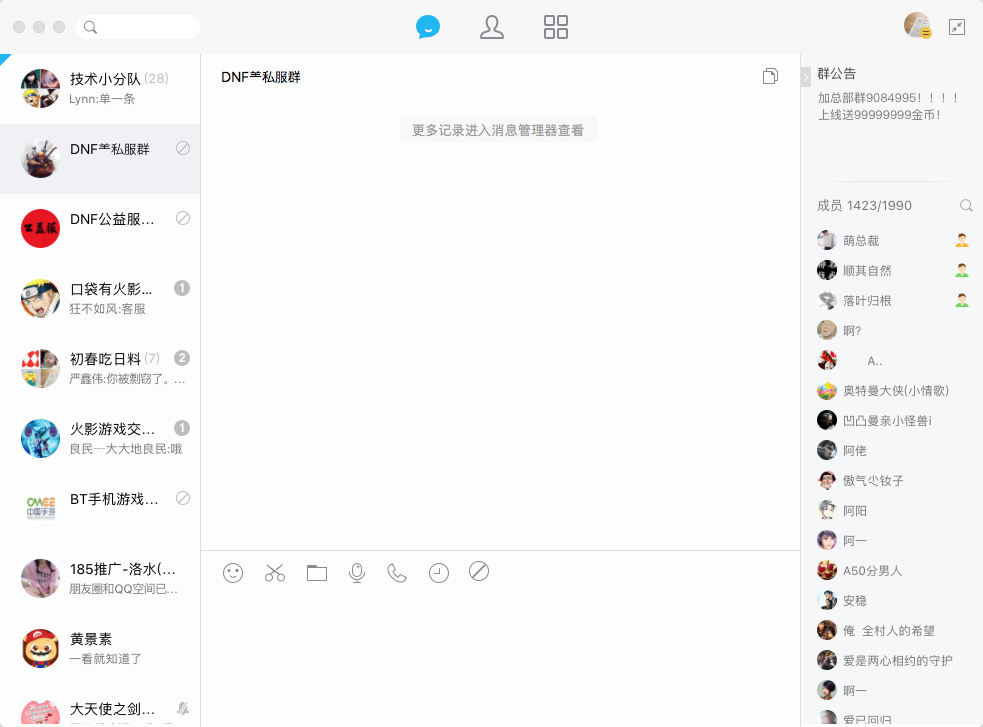 技术小分队 (28)
Lynn:单一条
DNF亖私服群
DNF公益服...
口袋有火影...
1
狂不如风:客服
初春吃日料 (7)
2
严鑫伟:你被剽窃了。...
火影游戏交...
1
良民┄大大地良民:哦
BT手机游戏...
185推广-洛水(...
朋友圈和QQ空间已...
黄景素
一看就知道了
大天使之剑...
公益服
中国手游
更多记录进入消息管理器查看
群公告
加总部群9084995！！！！
上线送99999999金币！
成员 1423/1990
萌总裁
顺其自然
落叶归根
啊?
A..
奥特曼大侠(小情歌)
凹凸曼亲小怪兽i
阿佬
傲气尐钕子
阿阳
阿一
A50分男人
安稳
俺 全村人的希望
爱是两心相约的守护
啊一
爱已回归